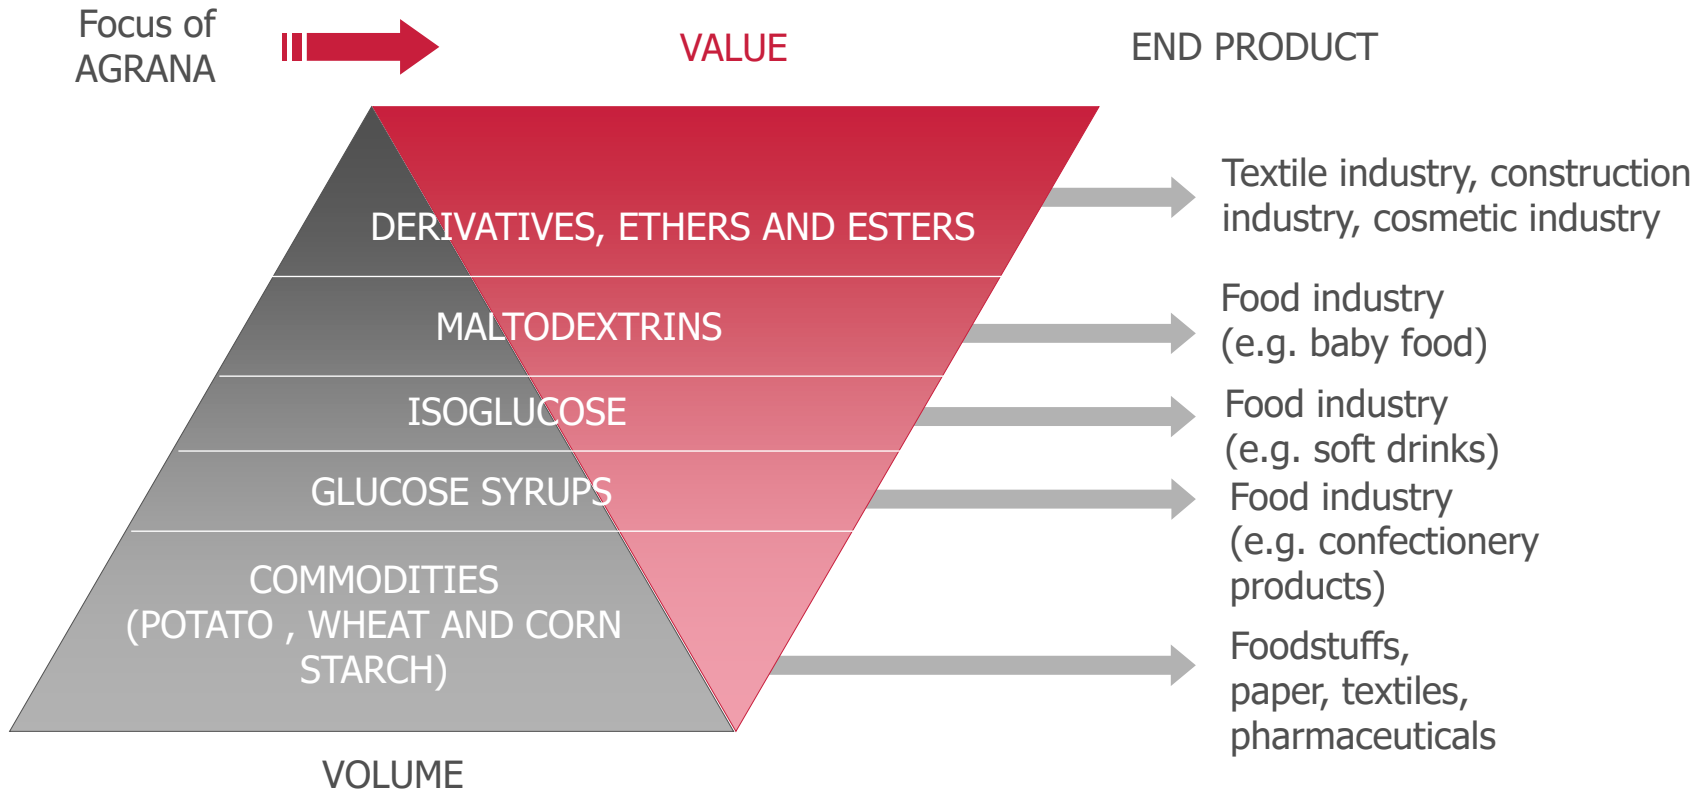 Focus of
AGRANA
VALUE
END PRODUCT
DERIVATIVES, ETHERS AND ESTERS
Textile industry, construction
industry, cosmetic industry
MALTODEXTRINS
Food industry
(e.g. baby food)
ISOGLUCOSE
Food industry
(e.g. soft drinks)
GLUCOSE SYRUPS
Food industry
(e.g. confectionery
products)
COMMODITIES
(POTATO , WHEAT AND CORN
STARCH)
Foodstuffs,
paper, textiles,
pharmaceuticals
VOLUME